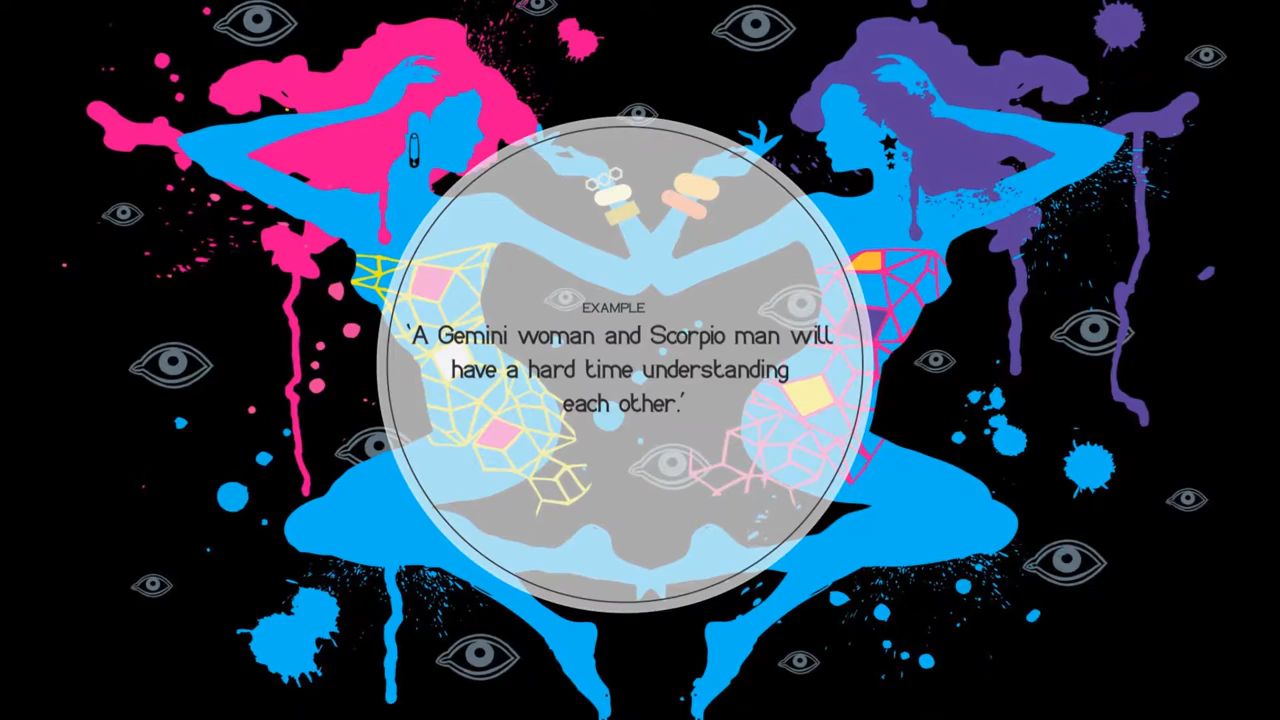 EXAMPLE
‘A Gemini woman and Scorpio man will
have a hard time understanding
each other.’